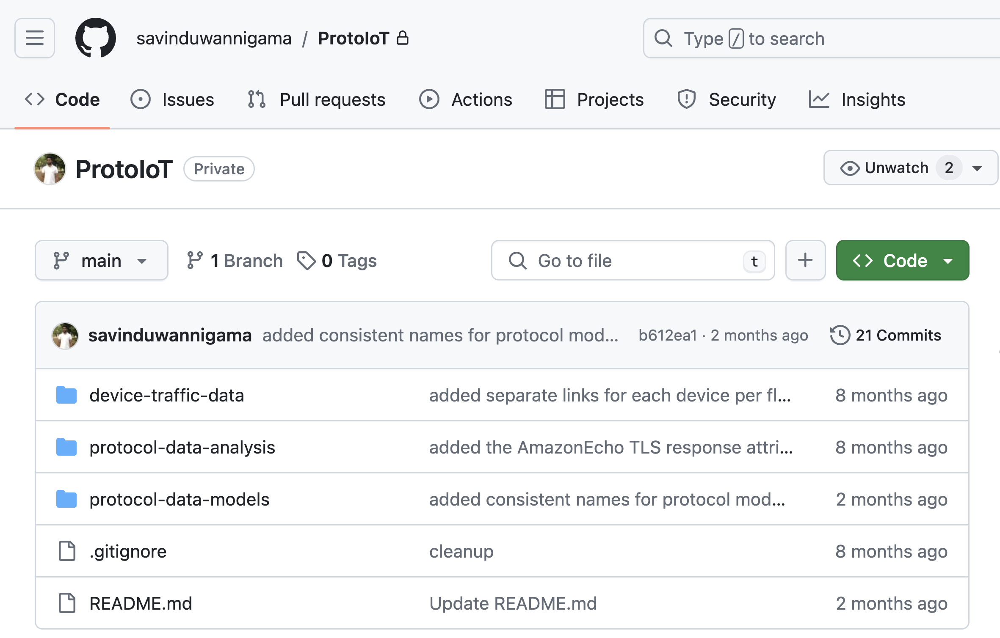 savinduwannigama / ProtoIoT
Type / to search
Code Issues Pull requests Actions Projects Security Insights
ProtoIoT Private
Unwatch 2
main 1 Branch 0 Tags
Go to file t
Code
savinduwannigama added consistent names for protocol mod... b612ea1 · 2 months ago 21 Commits
device-traffic-data added separate links for each device per fl... 8 months ago
protocol-data-analysis added the AmazonEcho TLS response attri... 8 months ago
protocol-data-models added consistent names for protocol mod... 2 months ago
.gitignore cleanup 8 months ago
README.md Update README.md 2 months ago